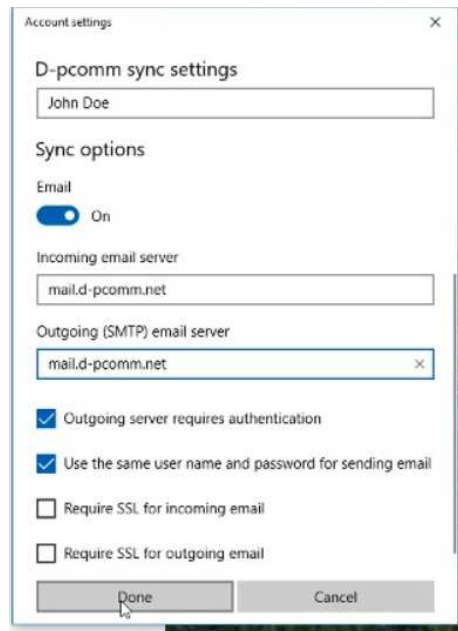 Account settings
D-pcomm sync settings
John Doe
Sync options
Email
On
Incoming email server
mail.d-pcomm.net
Outgoing (SMTP) email server
mail.d-pcomm.net
Outgoing server requires authentication
Use the same user name and password for sending email
Require SSL for incoming email
Require SSL for outgoing email
Done Cancel